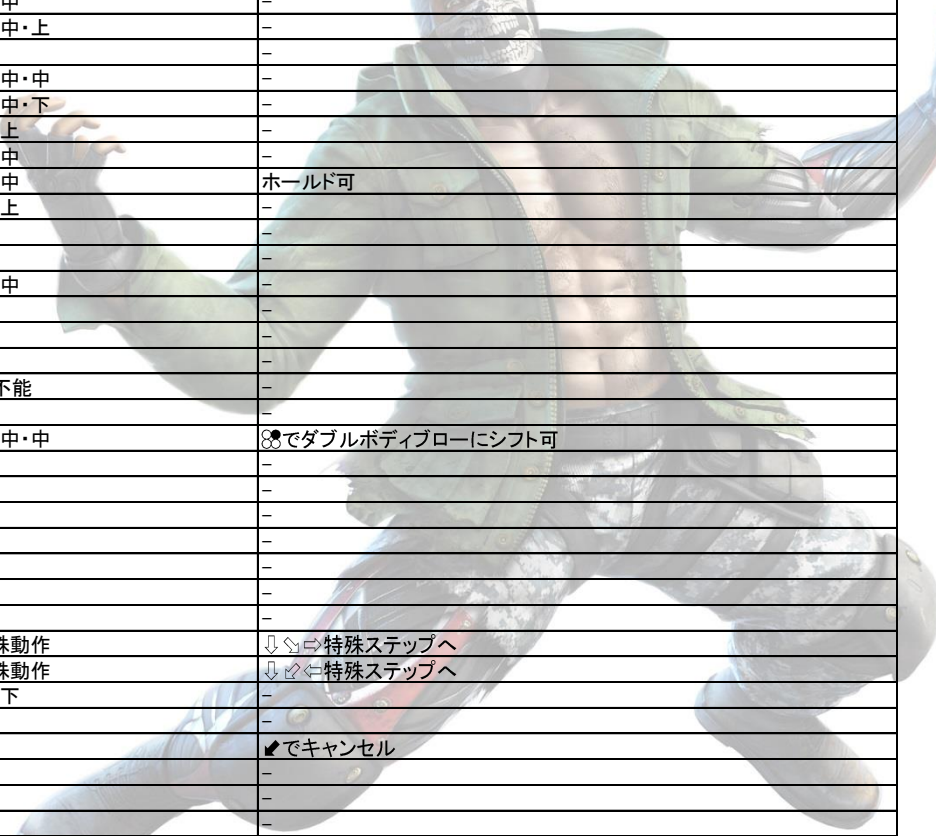 中
中・上 -
-
中・中 -
中・下 -
上 -
中 -
中 ホールド可
上 -
-
-
中 -
-
-
-
不能 -
-
中・中 でダブルボディブローにシフト可
-
-
-
-
-
-
-
殊動作 ⇩⬂⇨特殊ステップへ
殊動作 ⇩⬃⇦特殊ステップへ
下 -
-
⬋でキャンセル
-
-
-